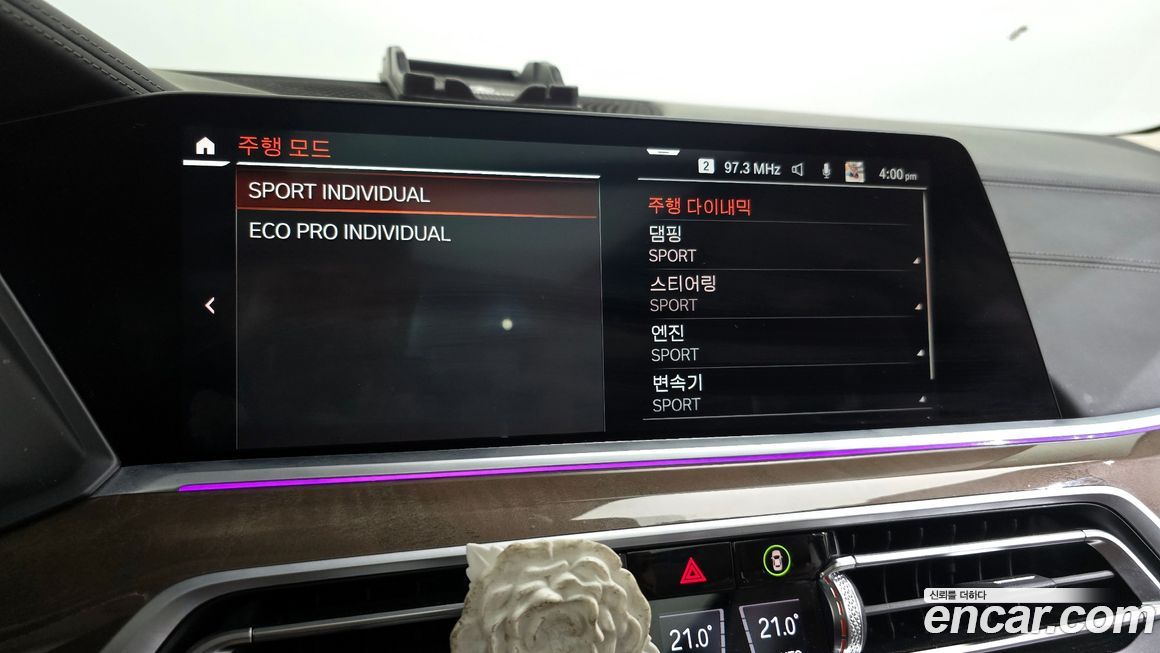 주행 모드
2 97.3 MHz 4:00 pm
SPORT INDIVIDUAL
ECO PRO INDIVIDUAL
주행 다이내믹
댐핑
SPORT
스티어링
SPORT
엔진
SPORT
변속기
SPORT
21.0°
21.0°
신뢰를 더하다
encar.com